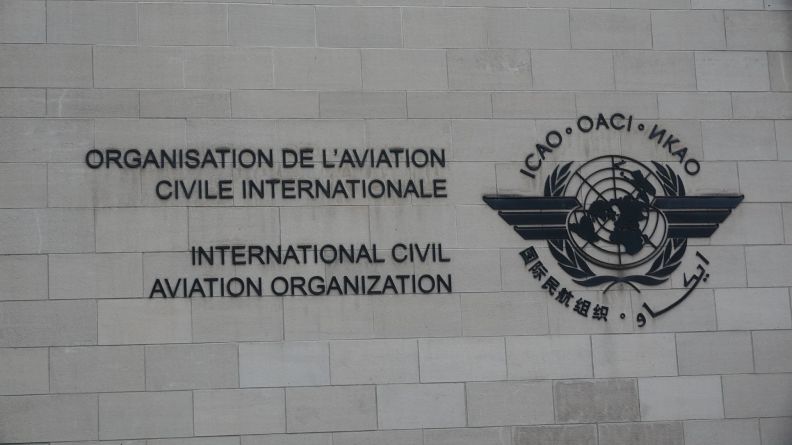 ORGANISATION DE L'AVIATION
CIVILE INTERNATIONALE
INTERNATIONAL CIVIL
AVIATION ORGANIZATION
ICAO • OACI • ИКАО
国际民航组织 • ايكاو